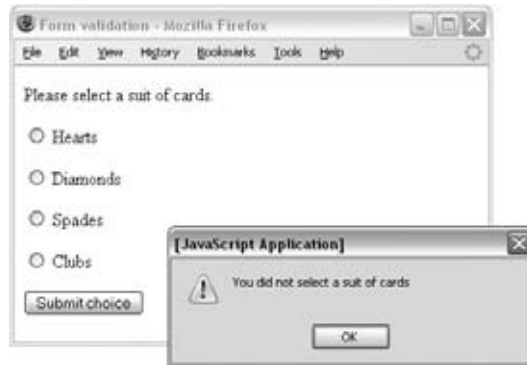 Form validation - Mozilla Firefox
File Edit View History Bookmarks Tools Help
Please select a suit of cards.
Hearts
Diamonds
Spades
Clubs
Submit choice
[JavaScript Application]
You did not select a suit of cards
OK